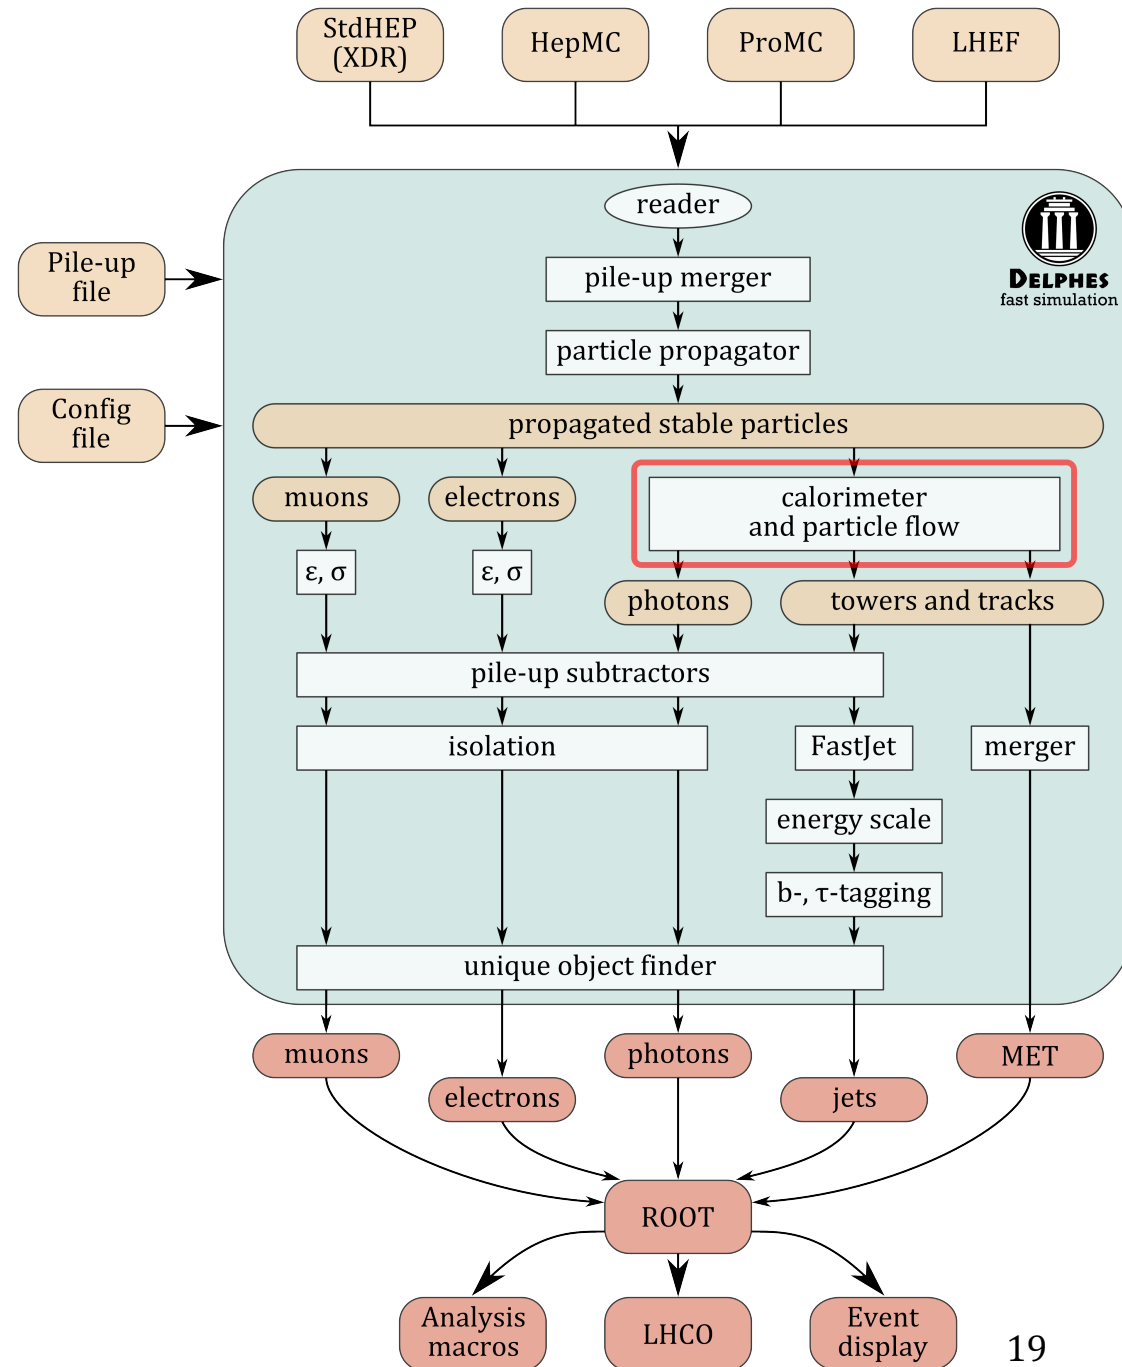 StdHEP
(XDR)
HepMC
ProMC
LHEF
reader
DELPHES
fast simulation
Pile-up
file
pile-up merger
particle propagator
Config
file
propagated stable particles
muons
electrons
calorimeter
and particle flow
ε, σ
ε, σ
photons
towers and tracks
pile-up subtractors
isolation
FastJet
merger
energy scale
b-, τ-tagging
unique object finder
muons
photons
MET
electrons
jets
ROOT
Analysis
macros
LHCO
Event
display
19